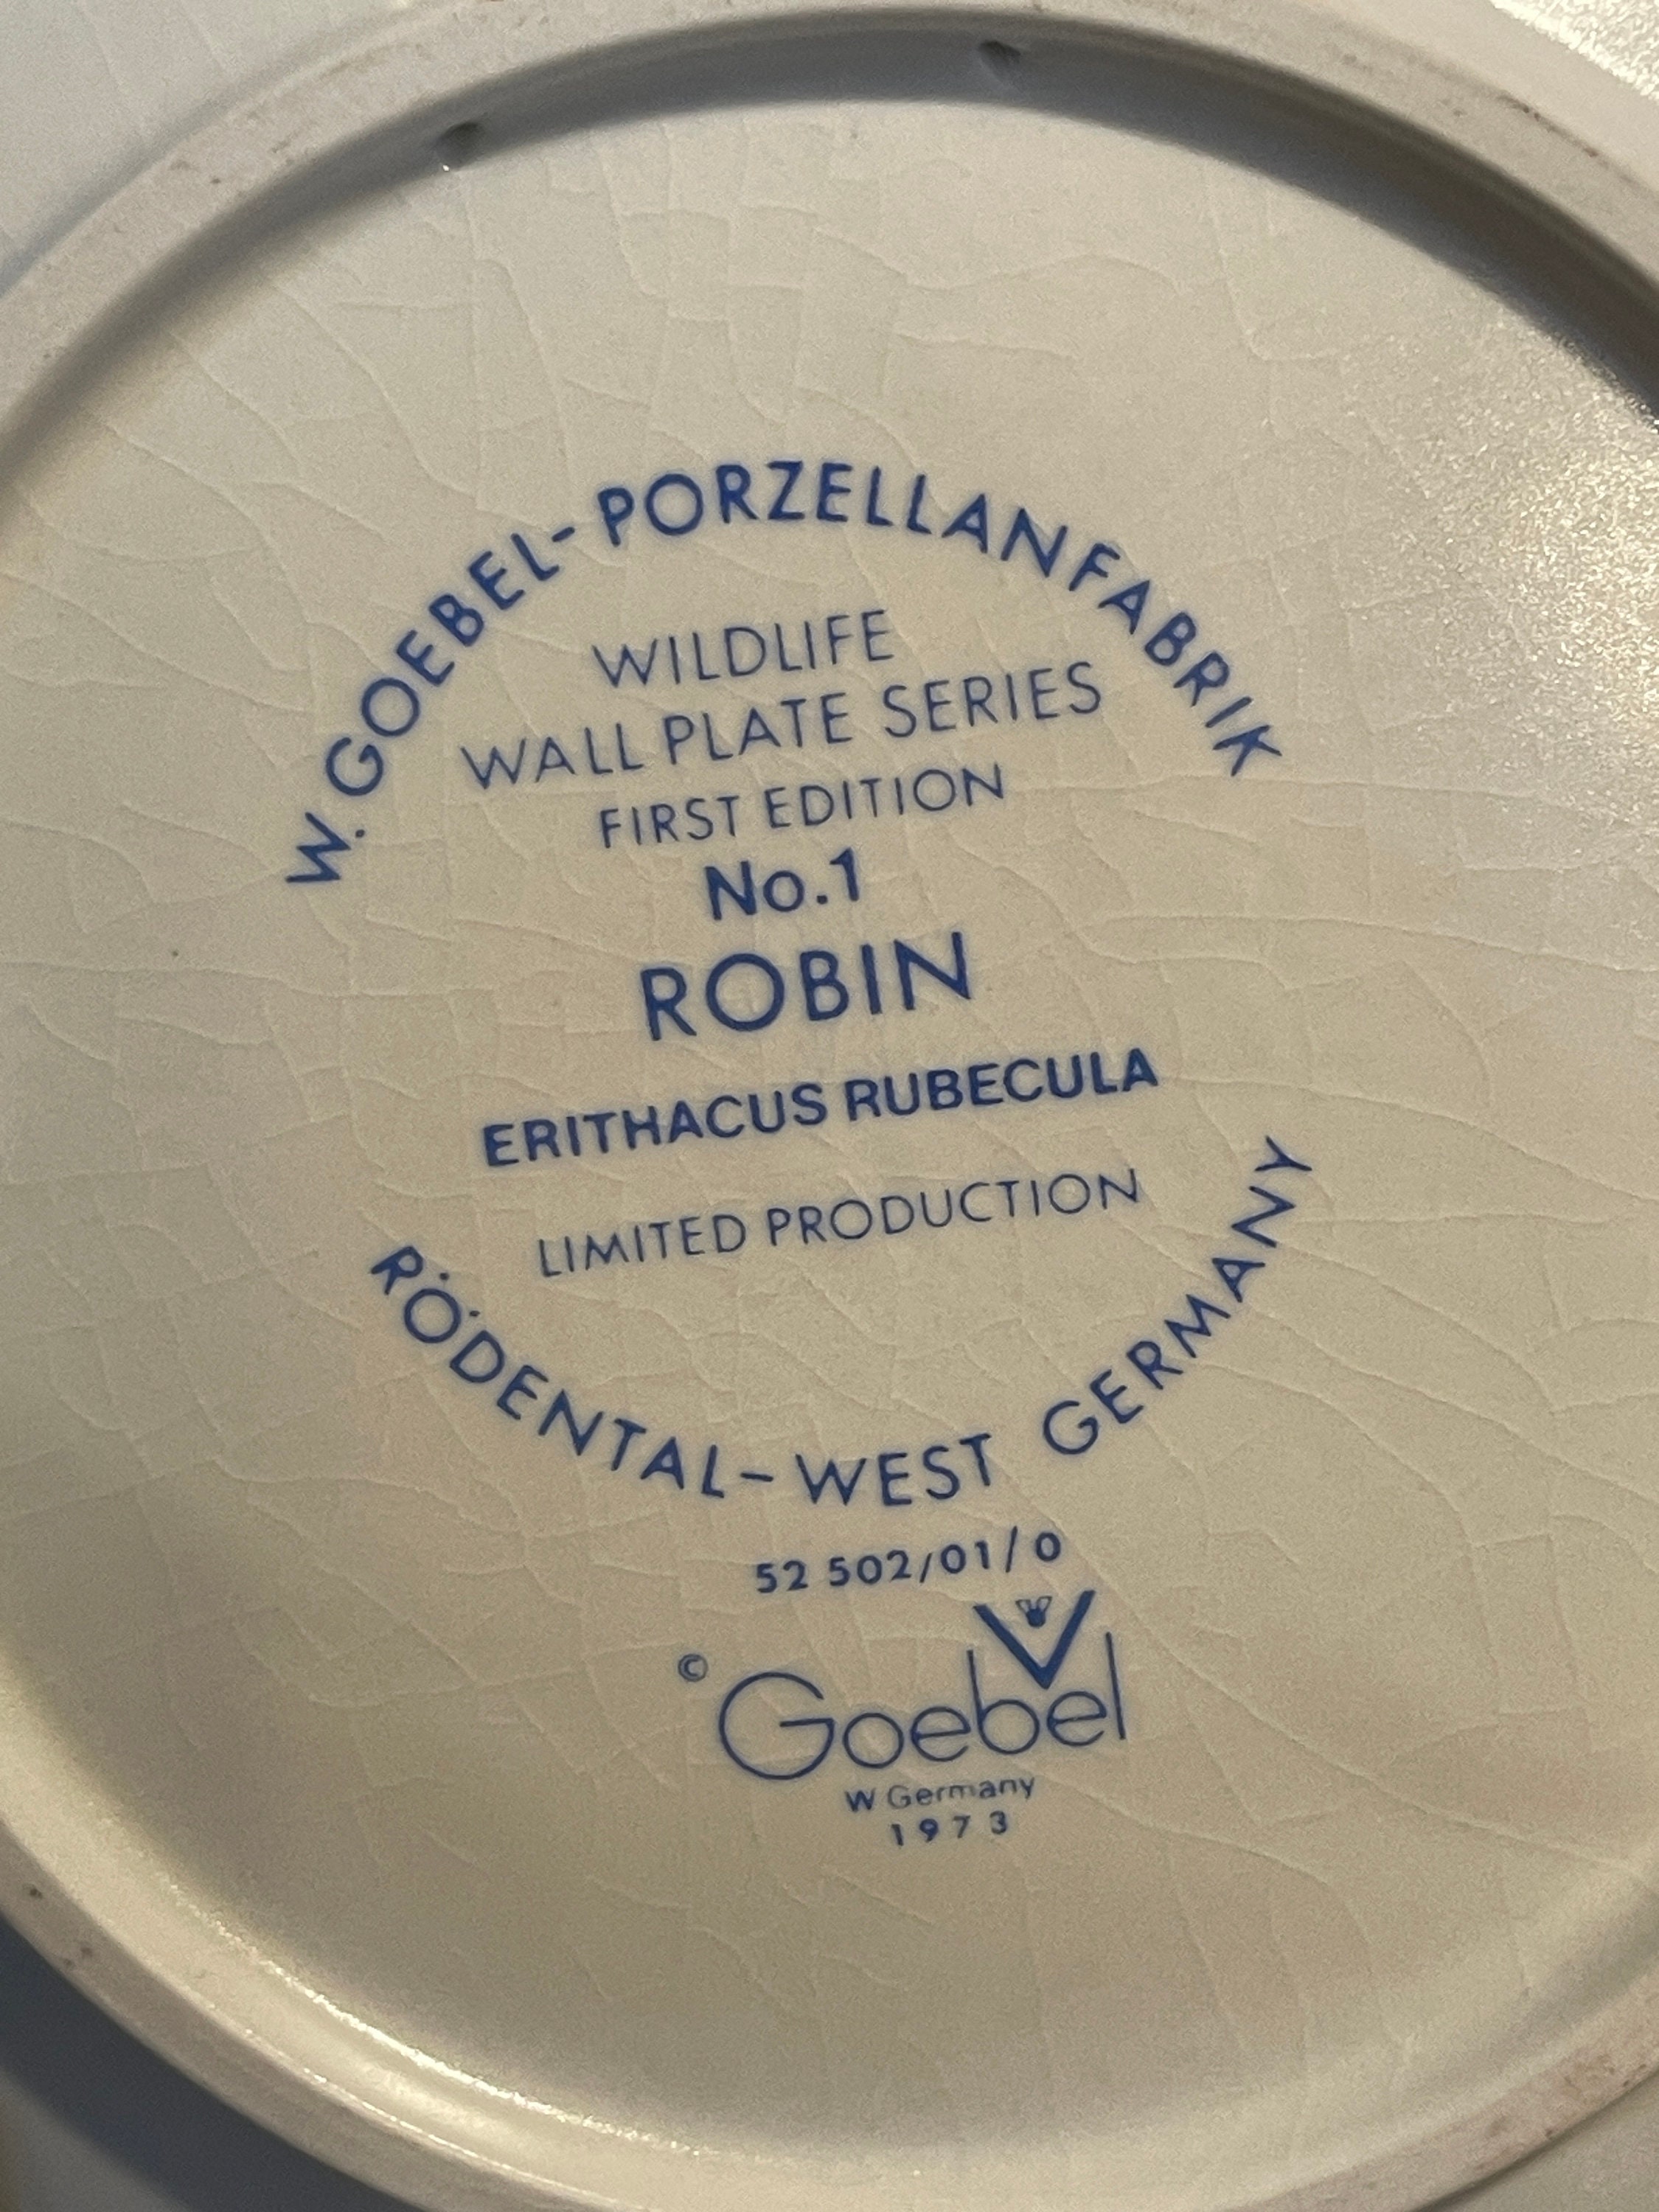 W. GOEBEL-PORZELLANFABRIK
WILDLIFE
WALL PLATE SERIES
FIRST EDITION
No.1
ROBIN
ERITHACUS RUBECULA
LIMITED PRODUCTION
RÖDENTAL-WEST GERMANY
52 502/01/0
© Goebel
W Germany
1973